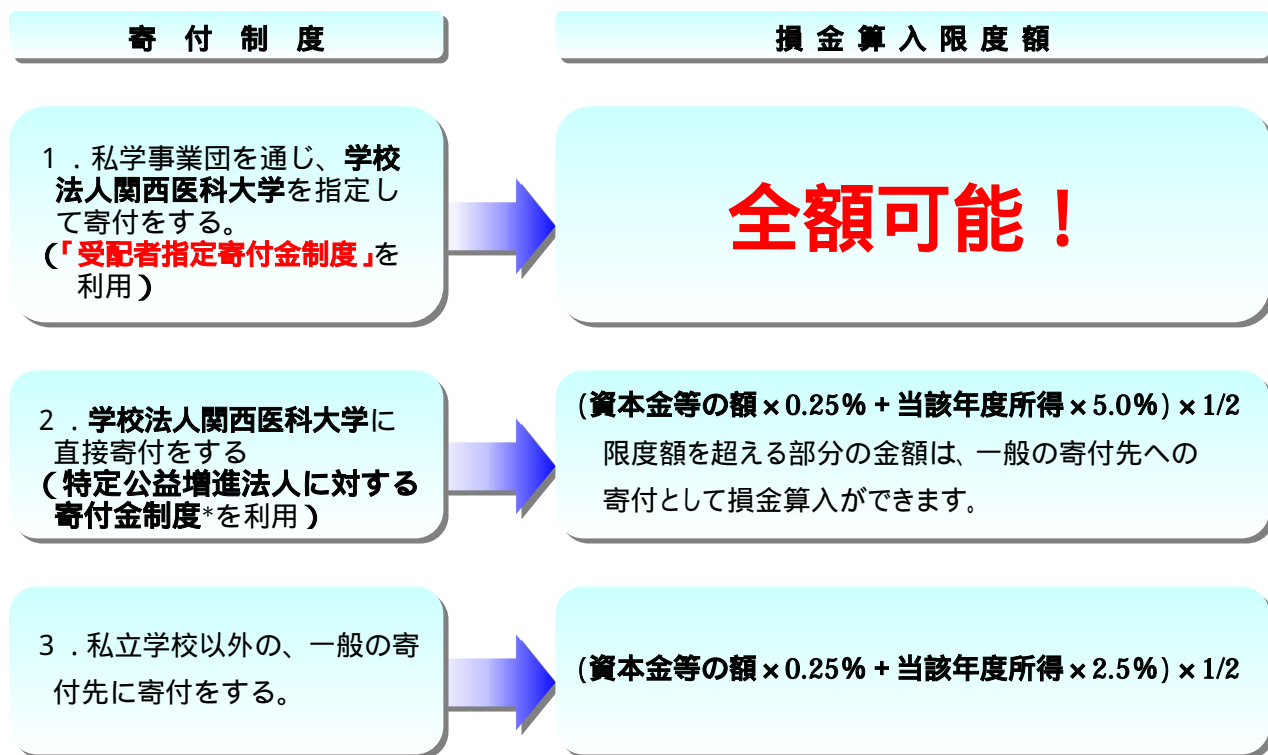 寄付制度
損金算入限度額
1．私学事業団を通じ、学校
法人関西医科大学を指定し
て寄付をする。
(「受配者指定寄付金制度」を
利用)
全額可能！
2．学校法人関西医科大学に
直接寄付をする
(特定公益増進法人に対する
寄付金制度*を利用)
(資本金等の額×0.25%+当該年度所得×5.0%)×1/2
限度額を超える部分の金額は、一般の寄付先への
寄付として損金算入ができます。
3．私立学校以外の、一般の寄
付先に寄付をする。
(資本金等の額×0.25%+当該年度所得×2.5%)×1/2